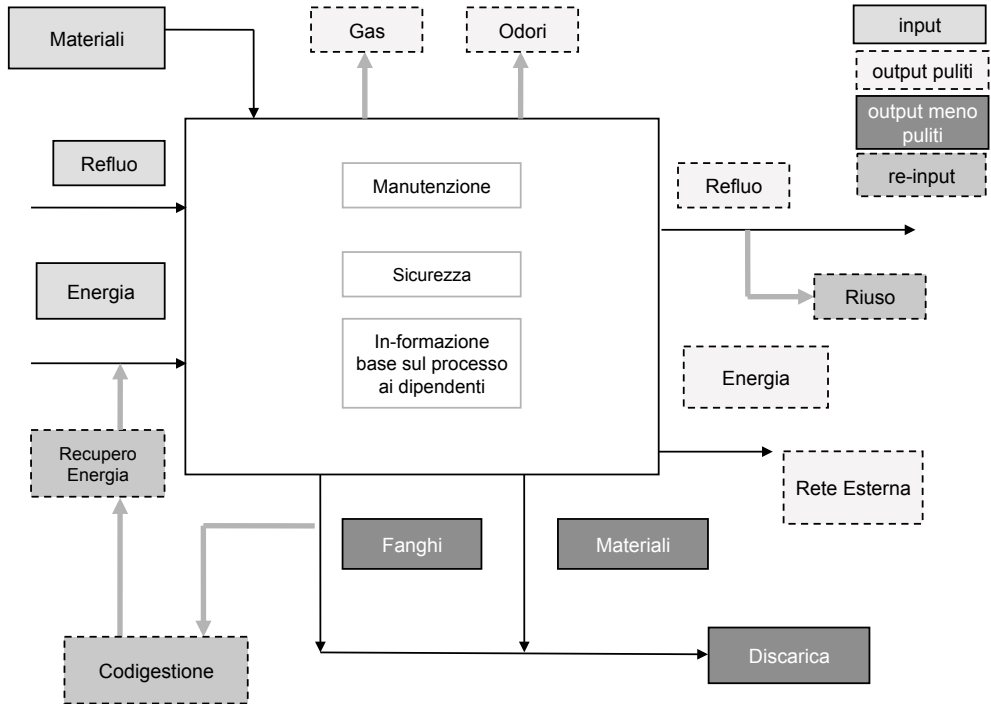 Materiali
Gas
Odori
input
output puliti
output meno
puliti
re-input
Refluo
Manutenzione
Refluo
Energia
Sicurezza
Riuso
In-formazione
base sul processo
ai dipendenti
Energia
Recupero
Energia
Rete Esterna
Fanghi
Materiali
Codigestione
Discarica